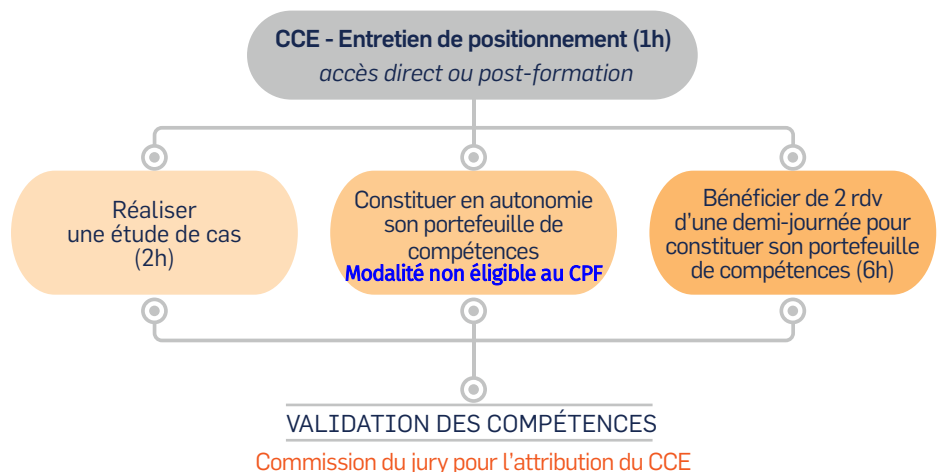 CCE - Entretien de positionnement (1h)
accès direct ou post-formation
Réaliser
une étude de cas
(2h)
Constituer en autonomie
son portefeuille de
compétences
Modalité non éligible au CPF
Bénéficier de 2 rdv
d'une demi-journée pour
constituer son portefeuille
de compétences (6h)
VALIDATION DES COMPÉTENCES
Commission du jury pour l'attribution du CCE